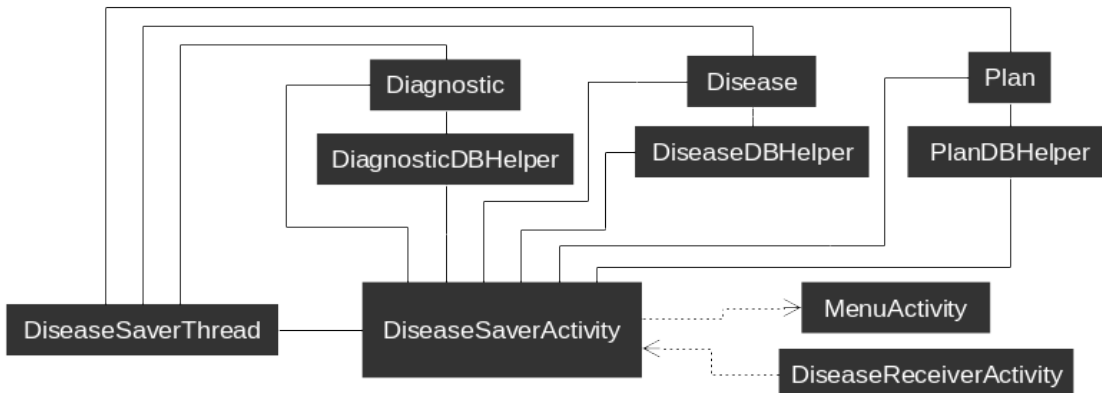 Diagnostic
Disease
Plan
DiagnosticDBHelper
DiseaseDBHelper
PlanDBHelper
DiseaseSaverThread
DiseaseSaverActivity
MenuActivity
DiseaseReceiverActivity